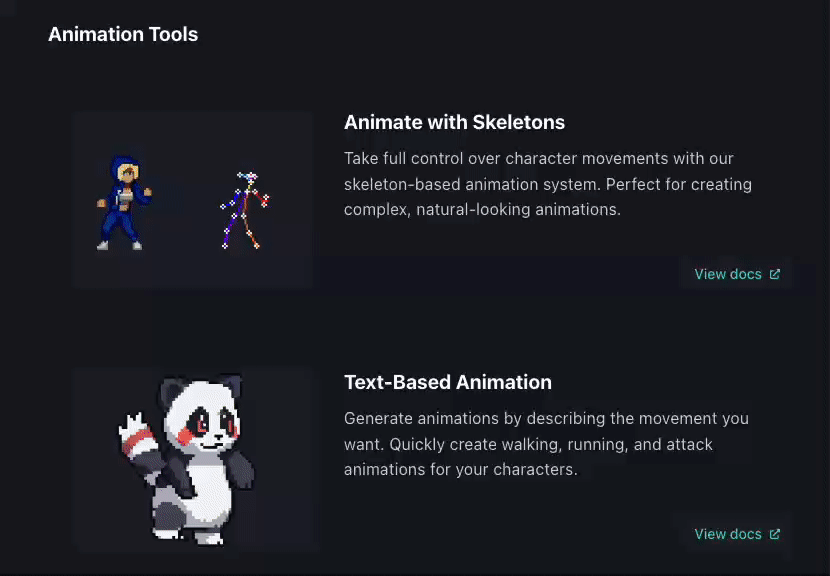 Animation Tools
Animate with Skeletons
Take full control over character movements with our
skeleton-based animation system. Perfect for creating
complex, natural-looking animations.
View docs
Text-Based Animation
Generate animations by describing the movement you
want. Quickly create walking, running, and attack
animations for your characters.
View docs